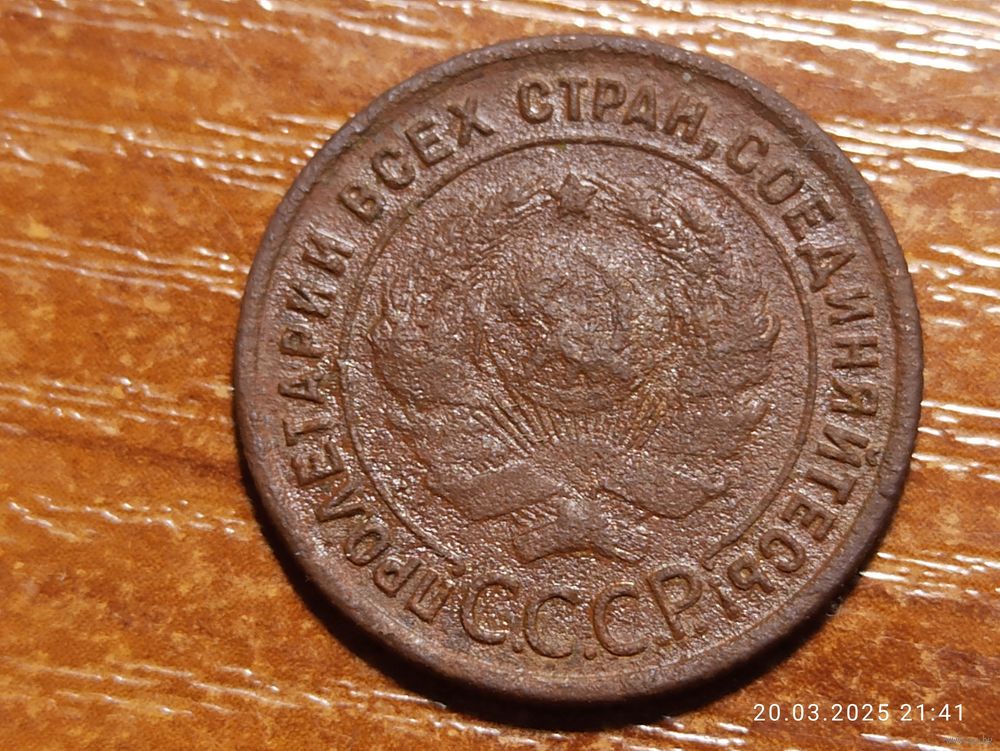 ПРОЛЕТАРИИ ВСЕХ СТРАН, СОЕДИНЯЙТЕСЬ!
С.С.С.Р.
20.03.2025 21:41